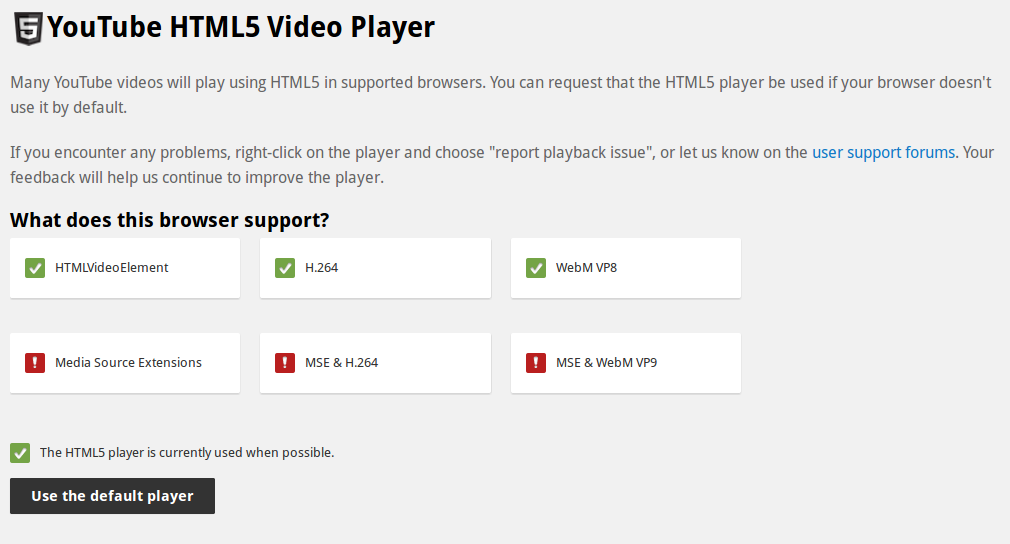 YouTube HTML5 Video Player
Many YouTube videos will play using HTML5 in supported browsers. You can request that the HTML5 player be used if your browser doesn't
use it by default.
If you encounter any problems, right-click on the player and choose "report playback issue", or let us know on the user support forums. Your
feedback will help us continue to improve the player.
What does this browser support?
HTMLVideoElement
H.264
WebM VP8
Media Source Extensions
MSE & H.264
MSE & WebM VP9
The HTML5 player is currently used when possible.
Use the default player